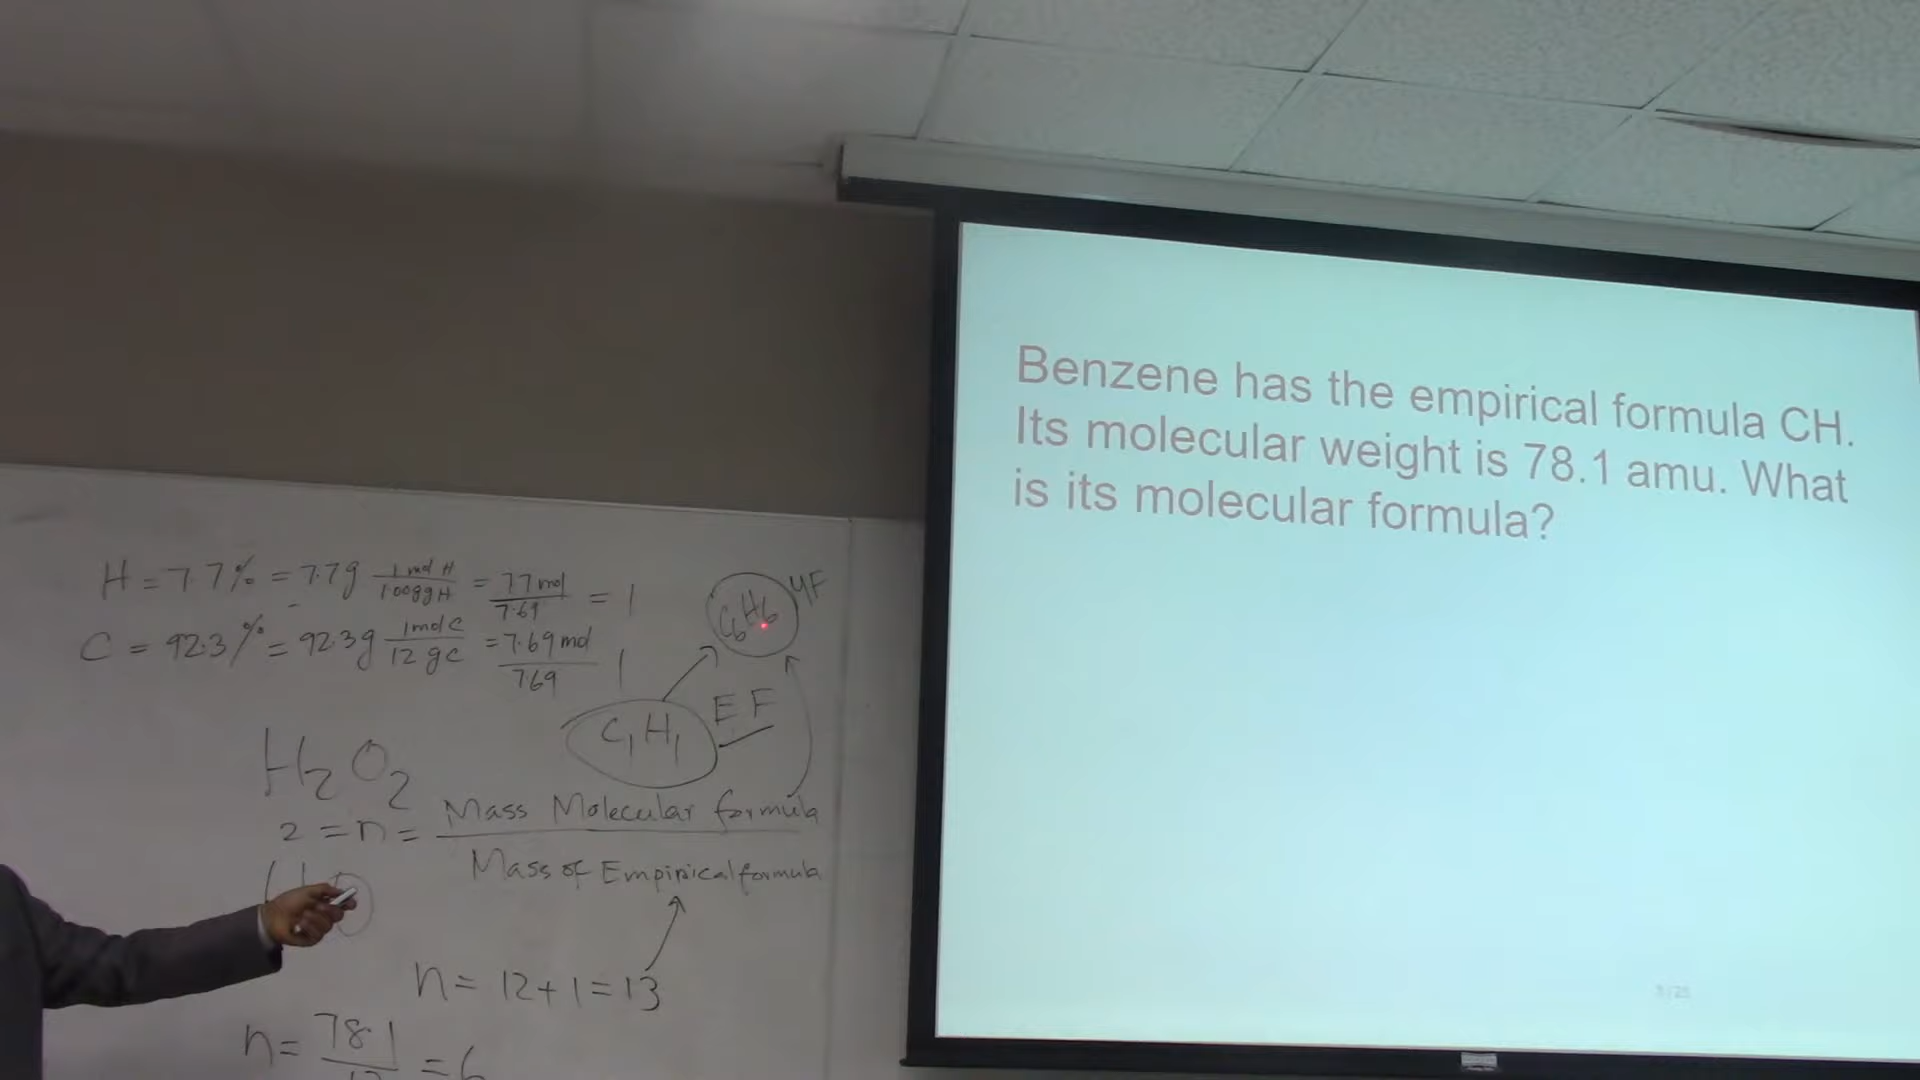 H = 7.7% = 7.7g 1 mol H / 1.008g H = 7.7 mol / 7.69 = 1
C = 92.3% = 92.3g 1 mol C / 12 g C = 7.69 mol / 7.69 1
C6H6 MF
C1H1 EF
H2O2
2 = n = Mass Molecular formula / Mass of Empirical formula
n = 12 + 1 = 13
n = 78.1 / = 6
Benzene has the empirical formula CH.
Its molecular weight is 78.1 amu. What
is its molecular formula?